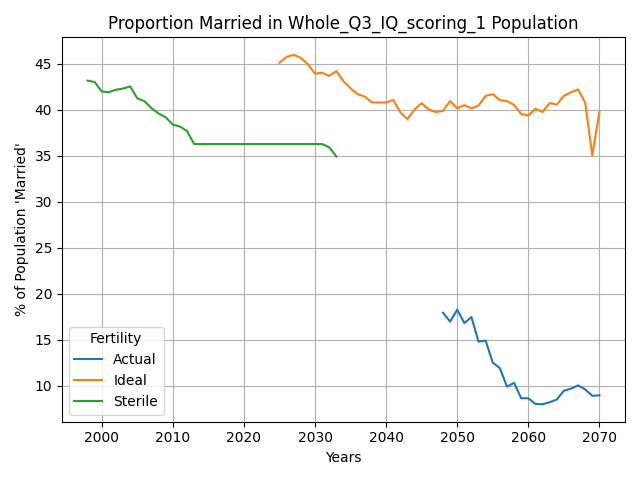 Proportion Married in Whole_Q3_IQ_scoring_1 Population
% of Population 'Married'
45
40
35
30
25
20
15
10
Fertility
Actual
Ideal
Sterile
2000 2010 2020 2030 2040 2050 2060 2070
Years